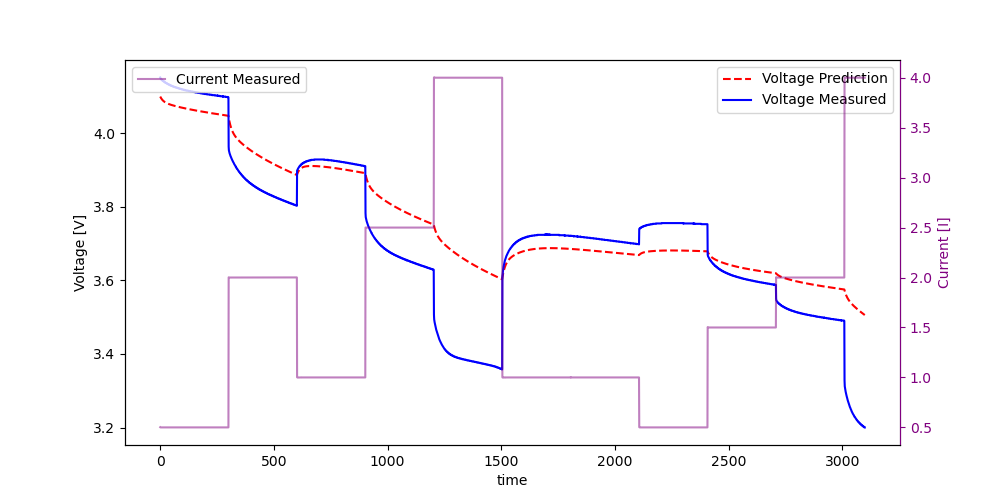 Current Measured
Voltage Prediction
Voltage Measured
Voltage [V]
4.0
3.8
3.6
3.4
3.2
Current [I]
4.0
3.5
3.0
2.5
2.0
1.5
1.0
0.5
0 500 1000 1500 2000 2500 3000
time